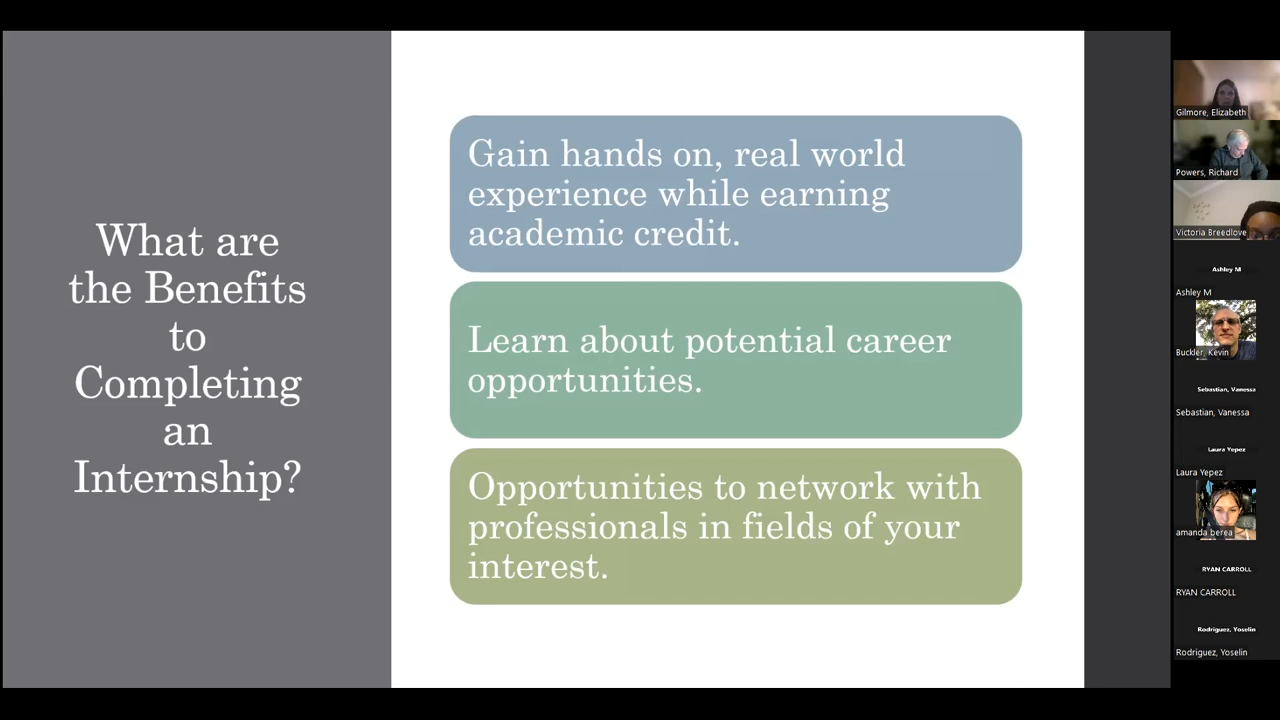 What are
the Benefits
to
Completing
an
Internship?
Gain hands on, real world
experience while earning
academic credit.
Learn about potential career
opportunities.
Opportunities to network with
professionals in fields of your
interest.
Gilmore, Elizabeth
Powers, Richard
Victoria Breedlove
Ashley M
Ashley M
Buckler, Kevin
Sebastian, Vanessa
Sebastian, Vanessa
Laura Yepez
Laura Yepez
amanda berea
RYAN CARROLL
RYAN CARROLL
Rodriguez, Yoselin
Rodriguez, Yoselin